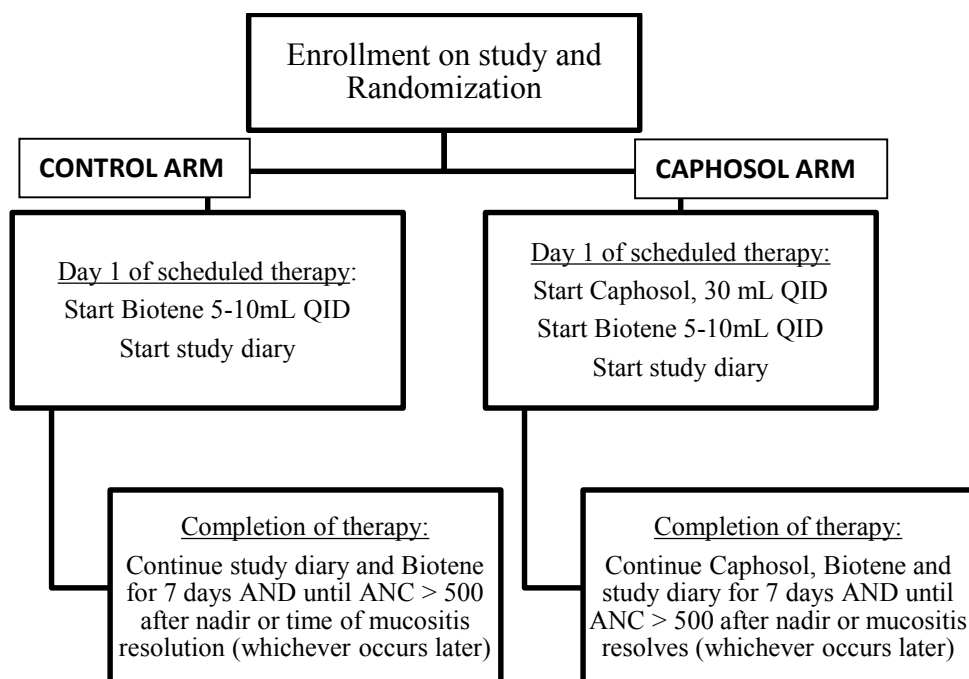 Enrollment on study and
Randomization
CONTROL ARM
CAPHOSOL ARM
Day 1 of scheduled therapy:
Start Biotene 5-10mL QID
Start study diary
Day 1 of scheduled therapy:
Start Caphosol, 30 mL QID
Start Biotene 5-10mL QID
Start study diary
Completion of therapy:
Continue study diary and Biotene
for 7 days AND until ANC > 500
after nadir or time of mucositis
resolution (whichever occurs later)
Completion of therapy:
Continue Caphosol, Biotene and
study diary for 7 days AND until
ANC > 500 after nadir or mucositis
resolves (whichever occurs later)